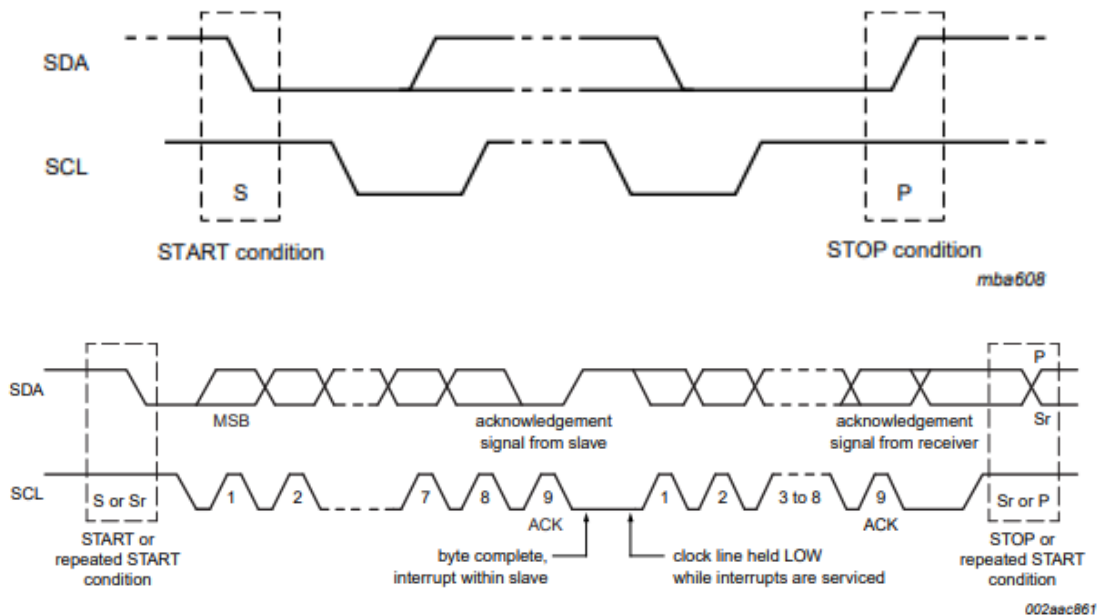 SDA
SCL
S
P
START condition
STOP condition
mba608
SDA
P
MSB
acknowledgement
signal from slave
acknowledgement
signal from receiver
Sr
SCL
S or Sr
1
2
7
8
9
1
2
3 to 8
9
Sr or P
ACK
ACK
START or
repeated START
condition
byte complete,
interrupt within slave
clock line held LOW
while interrupts are serviced
STOP or
repeated START
condition
002aac861